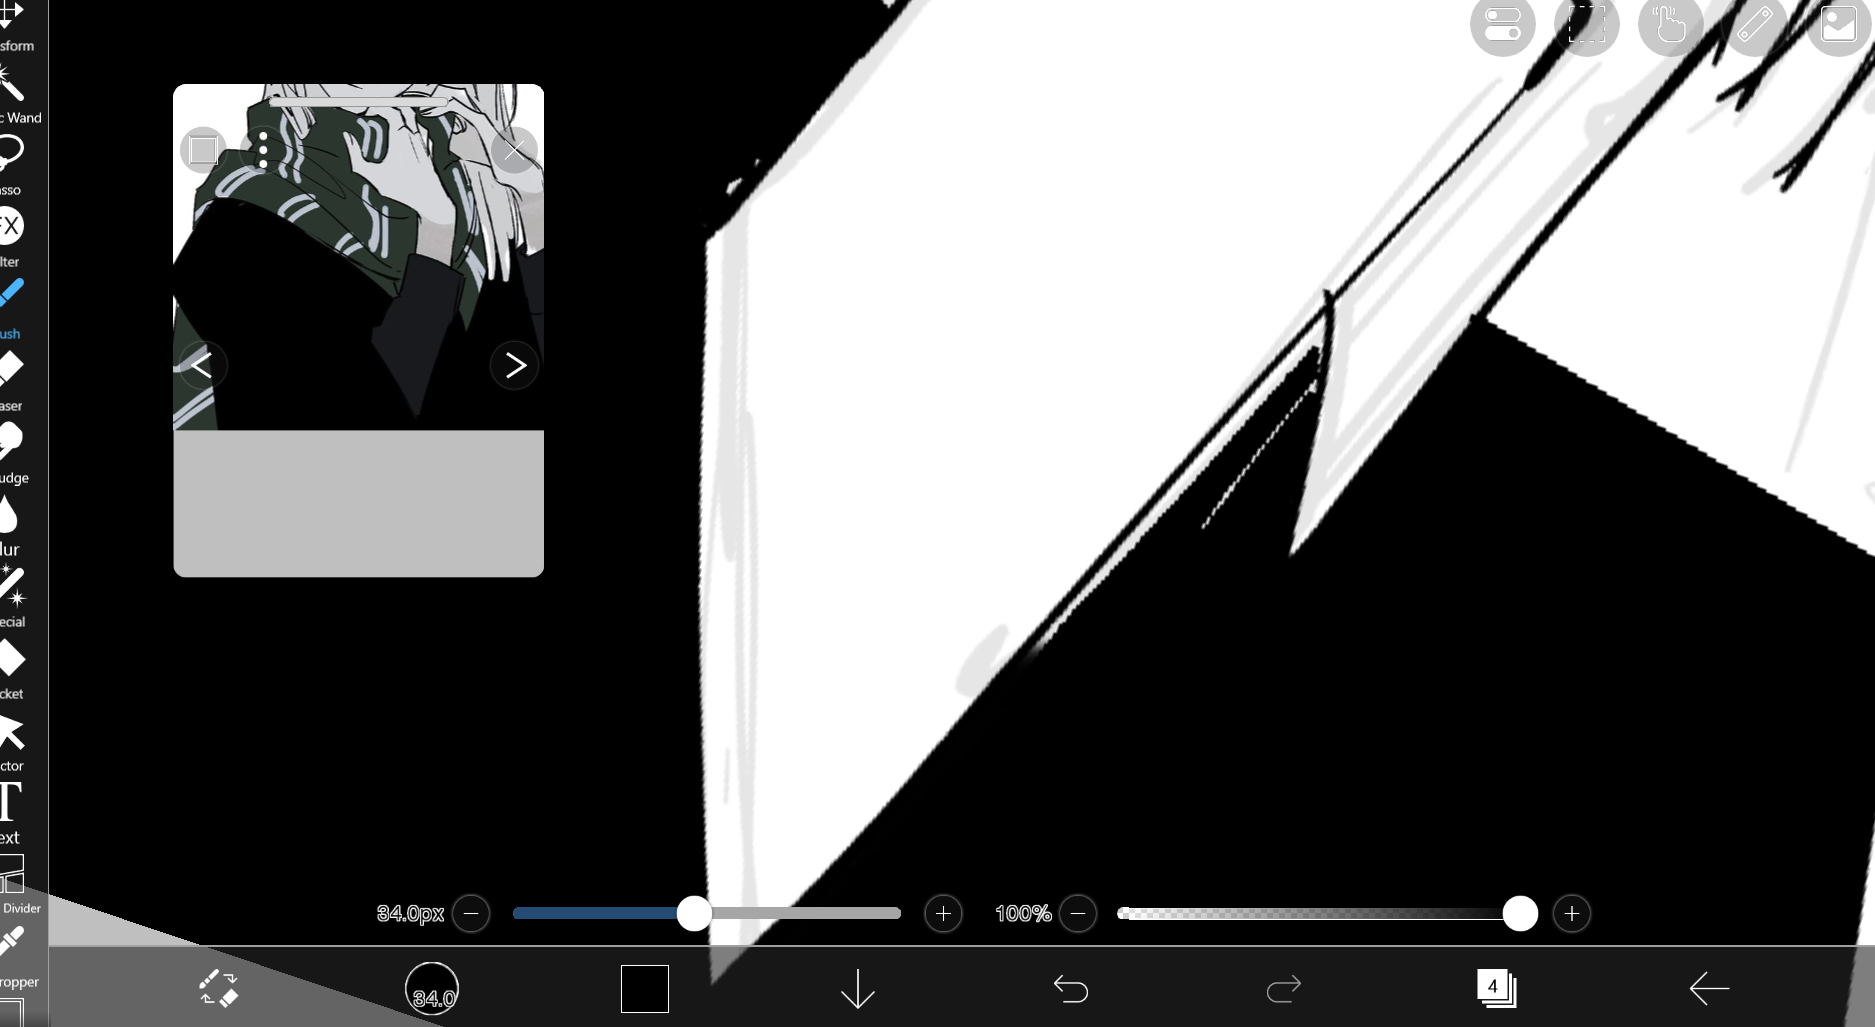 sform
c Wand
sso
FX
lter
ush
aser
udge
lur
ecial
cket
ctor
T
ext
Divider
ropper
34.0px
100%
34.0
4